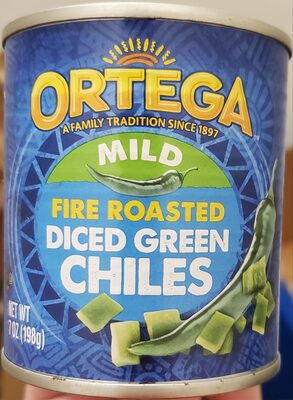 ORTEGA
A FAMILY TRADITION SINCE 1897
MILD
FIRE ROASTED
DICED GREEN
CHILES
NET WT
7 OZ (198g)